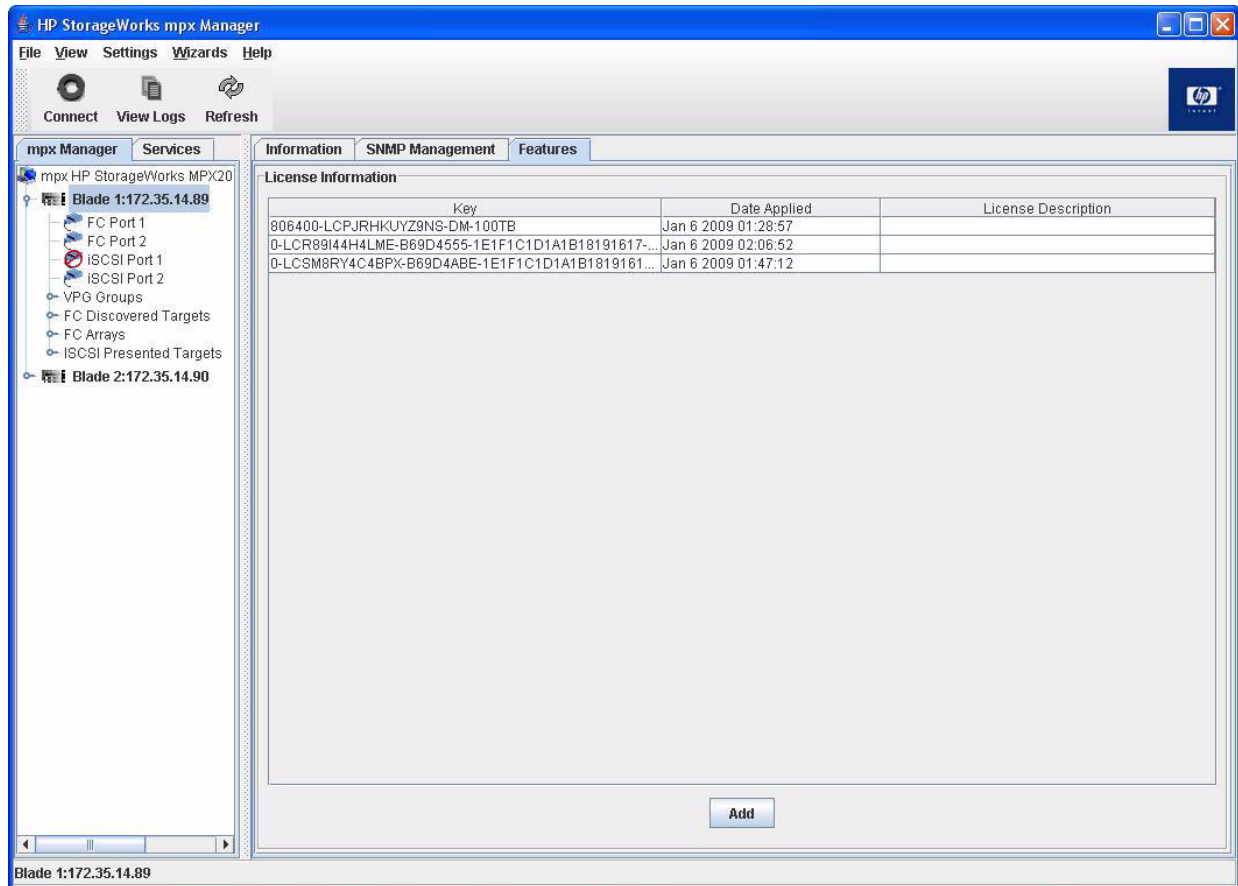 HP StorageWorks mpx Manager
File View Settings Wizards Help
Connect View Logs Refresh
hp
invent
mpx Manager Services
Information SNMP Management Features
mpx HP StorageWorks MPX20
Blade 1:172.35.14.89
FC Port 1
FC Port 2
iSCSI Port 1
iSCSI Port 2
VPG Groups
FC Discovered Targets
FC Arrays
ISCSI Presented Targets
Blade 2:172.35.14.90
License Information
Key Date Applied License Description
806400-LCPJRHKUYZ9NS-DM-100TB Jan 6 2009 01:28:57
0-LCR89I44H4LME-B69D4555-1E1F1C1D1A1B18191617-... Jan 6 2009 02:06:52
0-LCSM8RY4C4BPX-B69D4ABE-1E1F1C1D1A1B1819161... Jan 6 2009 01:47:12
Add
Blade 1:172.35.14.89